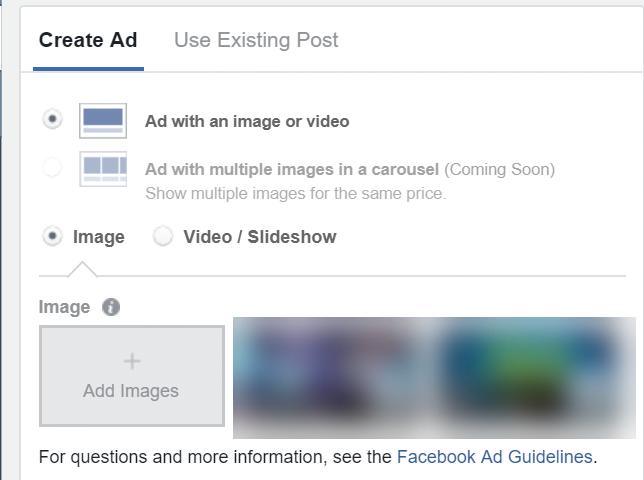 Create Ad Use Existing Post
Ad with an image or video
Ad with multiple images in a carousel (Coming Soon)
Show multiple images for the same price.
Image Video / Slideshow
Image i
+
Add Images
For questions and more information, see the Facebook Ad Guidelines.